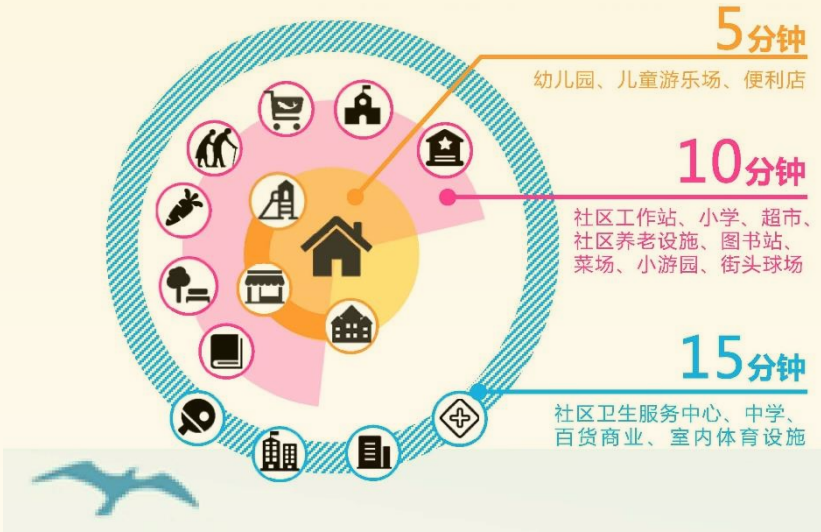 5分钟
幼儿园、儿童游乐场、便利店
10分钟
社区工作站、小学、超市、
社区养老设施、图书站、
菜场、小游园、街头球场
15分钟
社区卫生服务中心、中学、
百货商业、室内体育设施